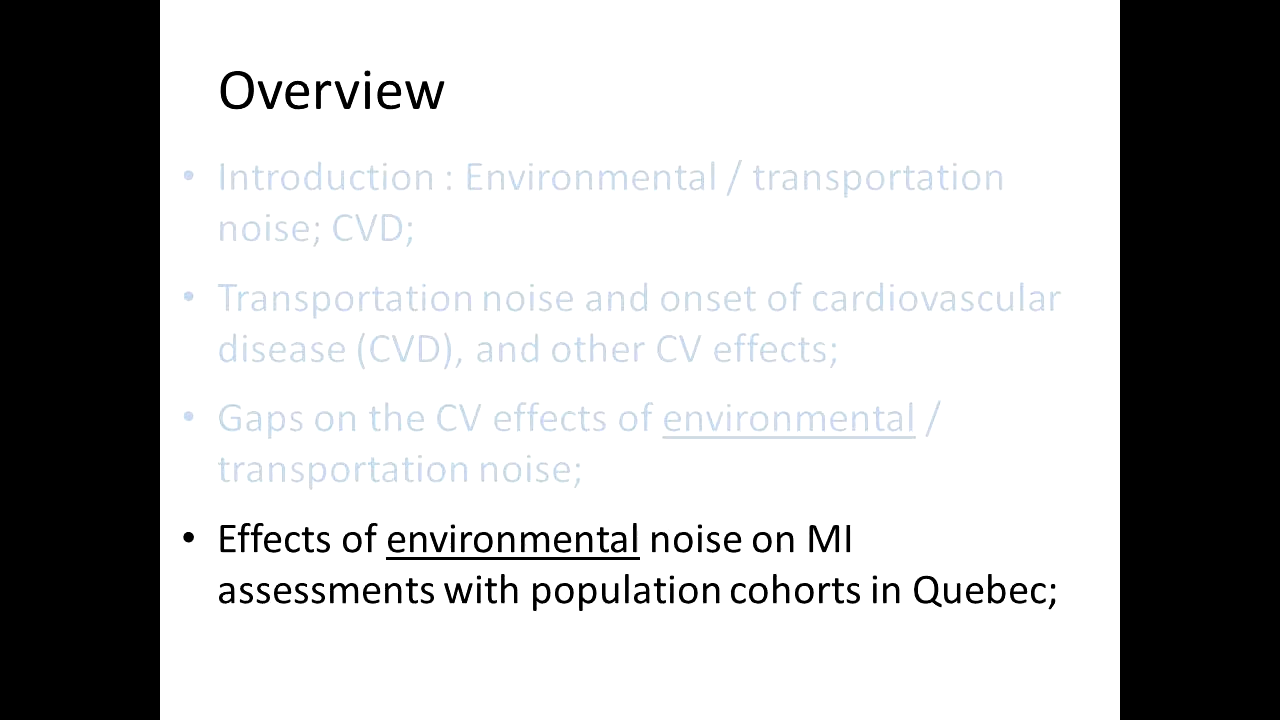 Overview
• Introduction : Environmental / transportation
noise; CVD;
• Transportation noise and onset of cardiovascular
disease (CVD), and other CV effects;
• Gaps on the CV effects of environmental /
transportation noise;
• Effects of environmental noise on MI
assessments with population cohorts in Quebec;